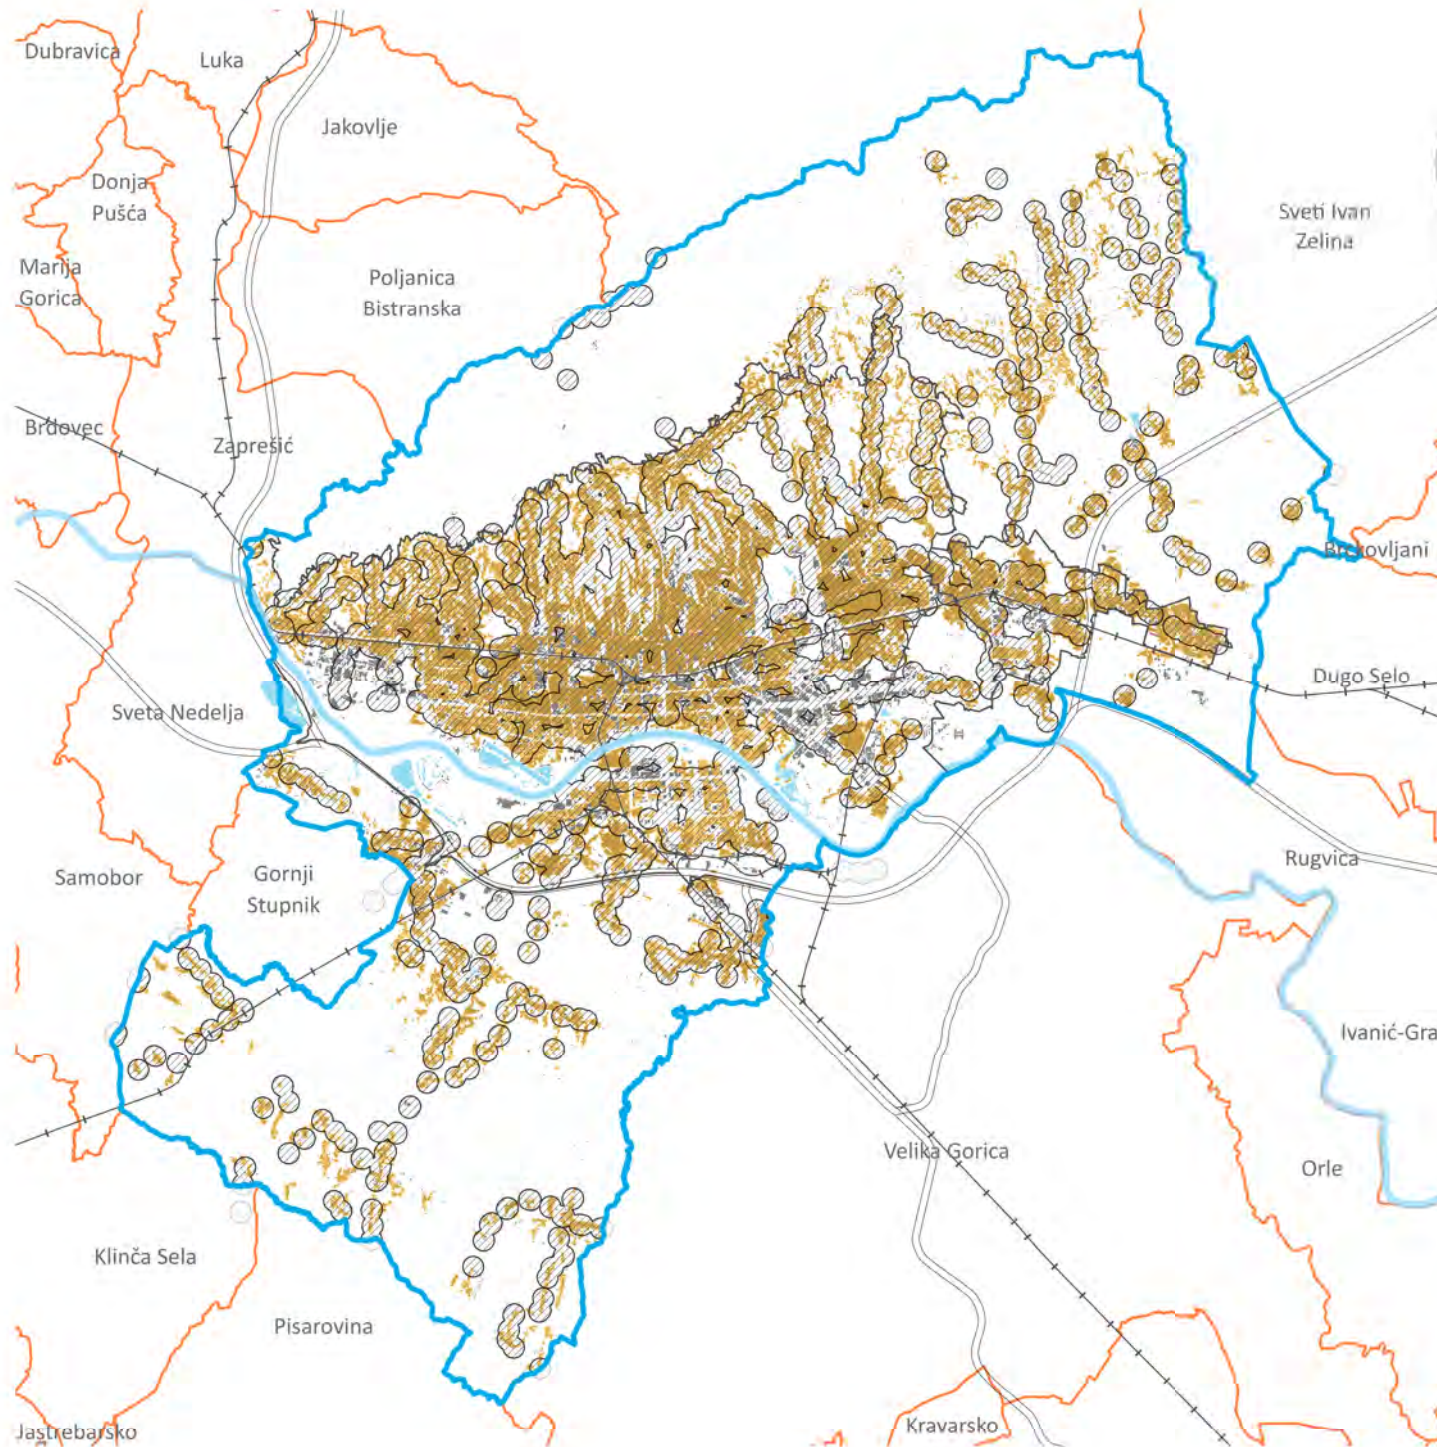 Dubravica
Luka
Jakovlje
Donja
Pušća
Sveti Ivan
Zelina
Marija
Gorica
Poljanica
Bistranska
Brdovec
Zaprešić
Brckovljani
Dugo Selo
Sveta Nedelja
Rugvica
Samobor
Gornji
Stupnik
Ivanić-Gra
Velika Gorica
Orle
Klinča Sela
Pisarovina
Kravarsko
Jastrebarsko